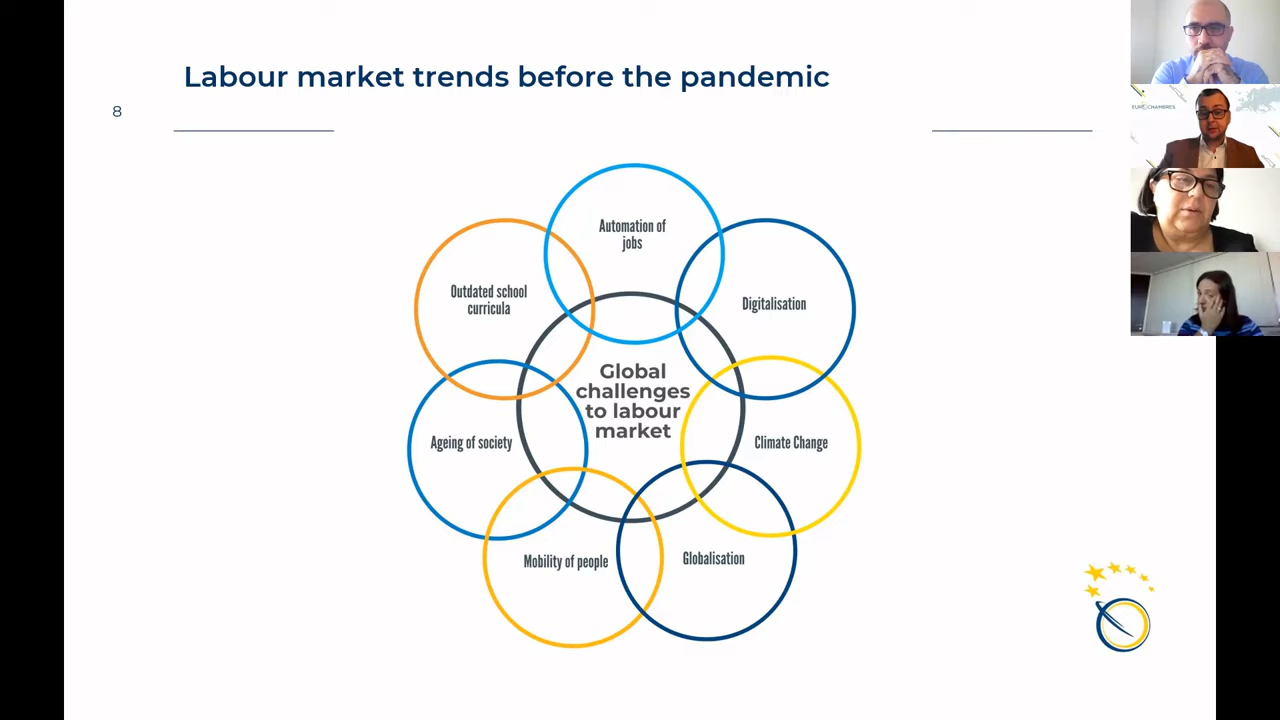 Labour market trends before the pandemic
8
Automation of
jobs
Outdated school
curricula
Digitalisation
Global
challenges
to labour
market
Ageing of society
Climate Change
Mobility of people
Globalisation
EUROCHAMBRES